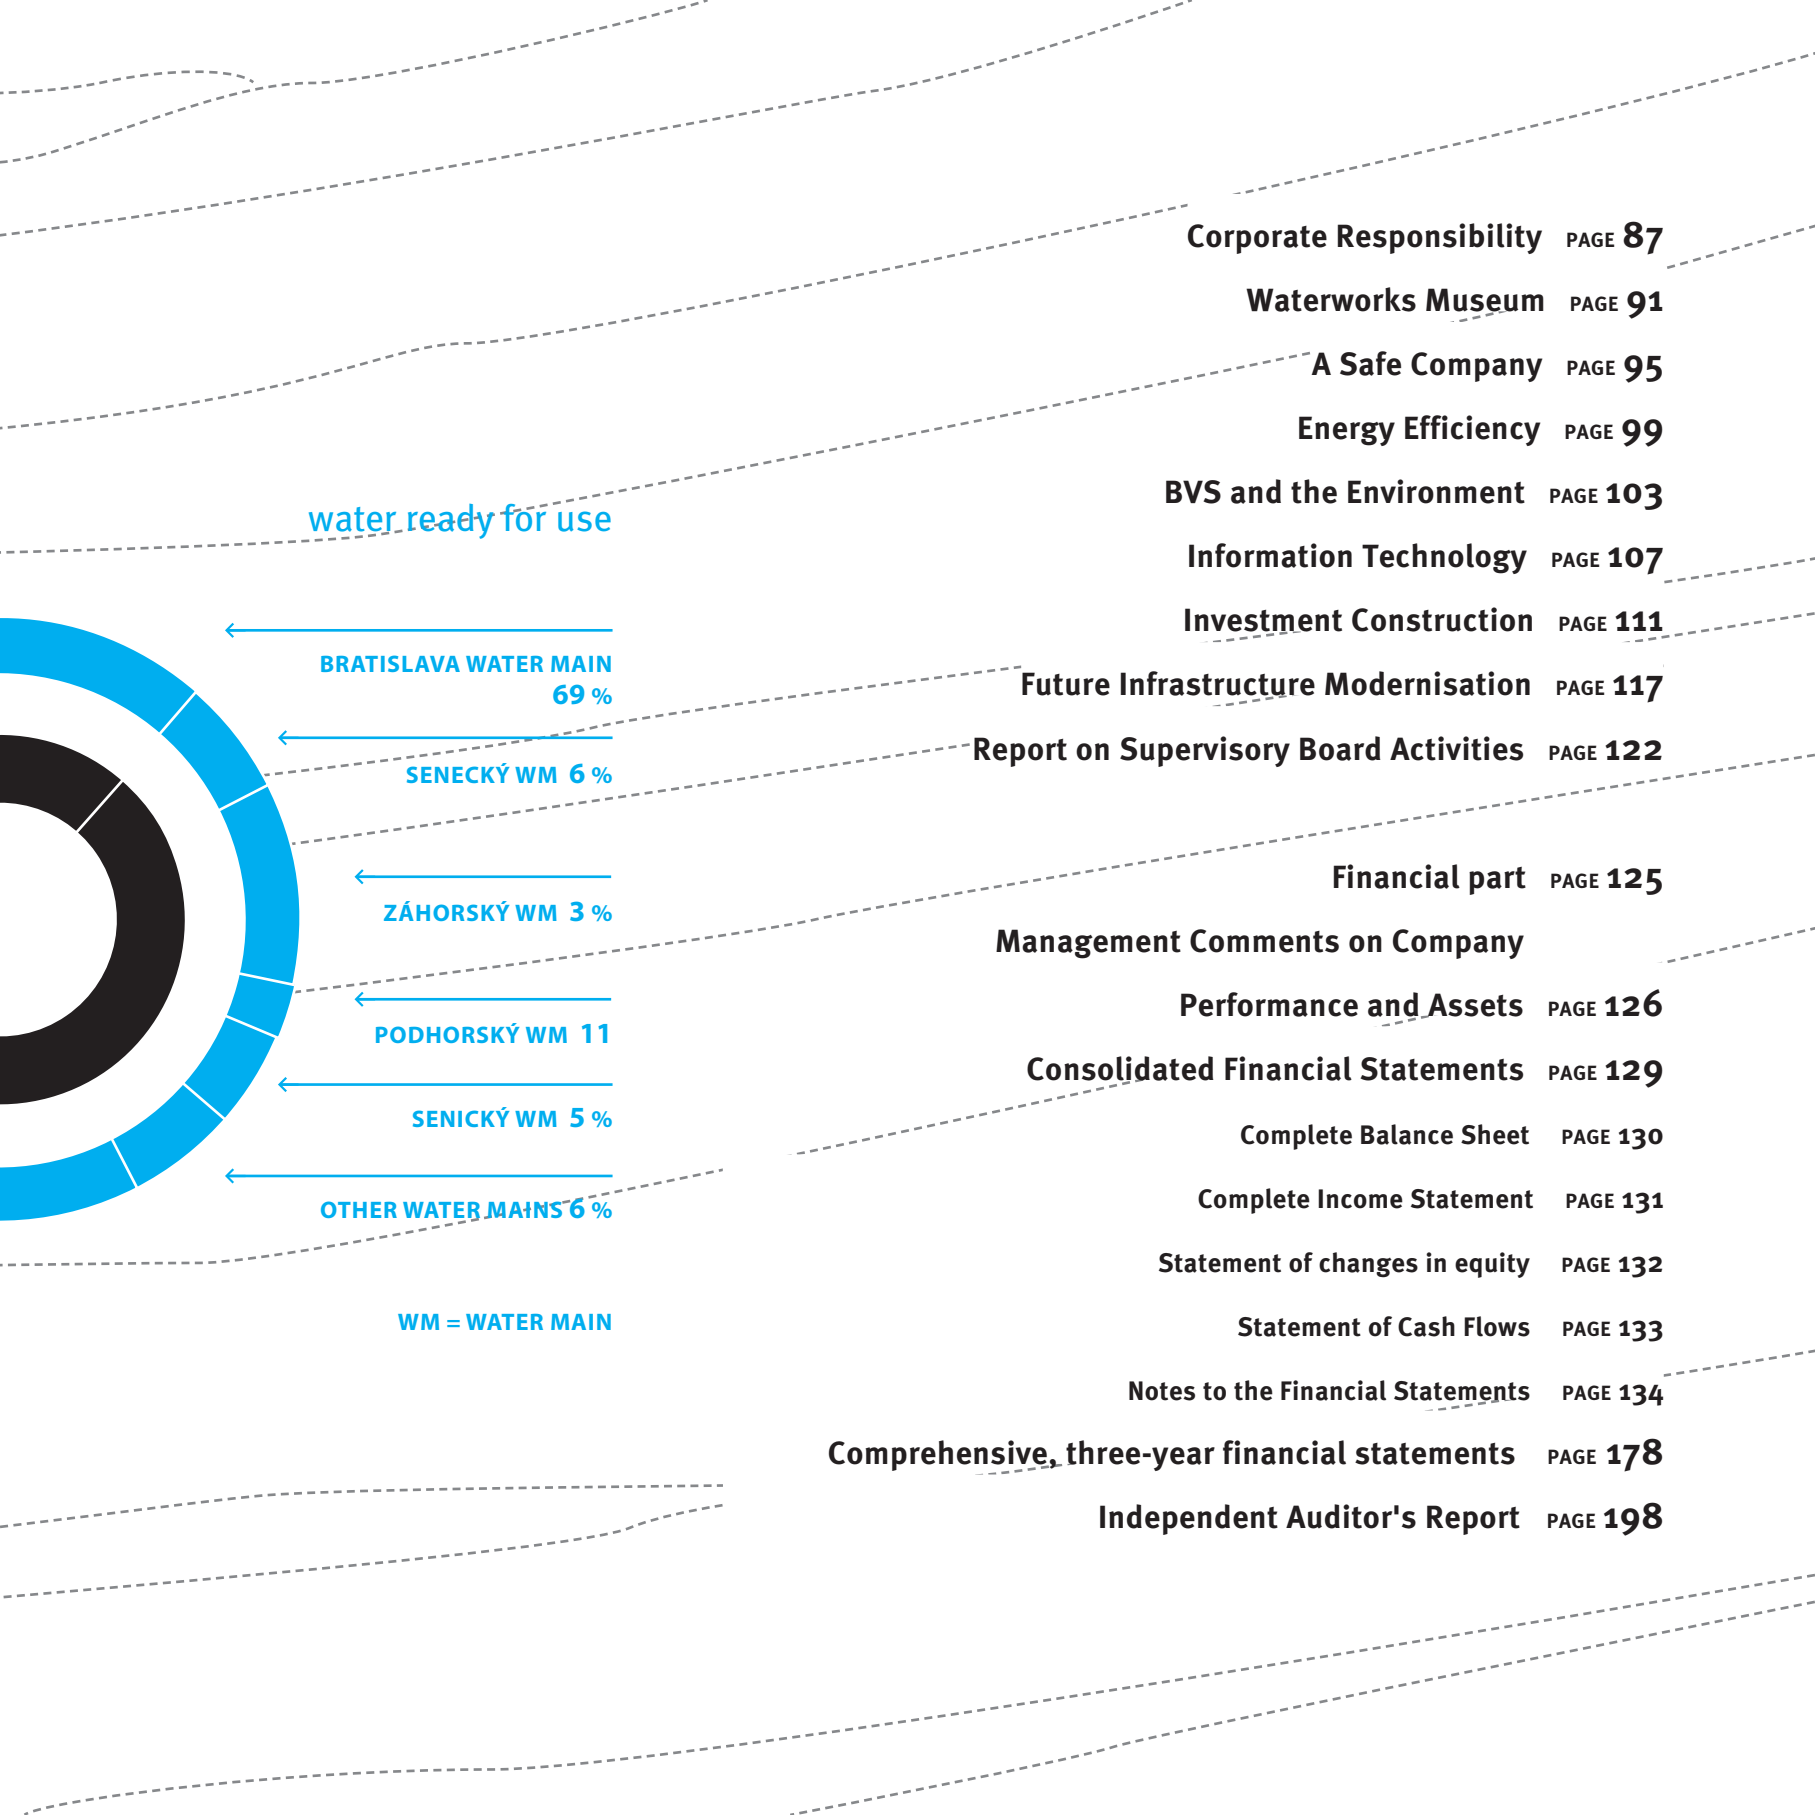 water ready for use
BRATISLAVA WATER MAIN
69 %
SENECKÝ WM 6 %
ZÁHORSKÝ WM 3 %
PODHORSKÝ WM 11
SENICKÝ WM 5 %
OTHER WATER MAINS 6 %
WM = WATER MAIN
Corporate Responsibility PAGE 87
Waterworks Museum PAGE 91
A Safe Company PAGE 95
Energy Efficiency PAGE 99
BVS and the Environment PAGE 103
Information Technology PAGE 107
Investment Construction PAGE 111
Future Infrastructure Modernisation PAGE 117
Report on Supervisory Board Activities PAGE 122
Financial part PAGE 125
Management Comments on Company
Performance and Assets PAGE 126
Consolidated Financial Statements PAGE 129
Complete Balance Sheet PAGE 130
Complete Income Statement PAGE 131
Statement of changes in equity PAGE 132
Statement of Cash Flows PAGE 133
Notes to the Financial Statements PAGE 134
Comprehensive, three-year financial statements PAGE 178
Independent Auditor's Report PAGE 198